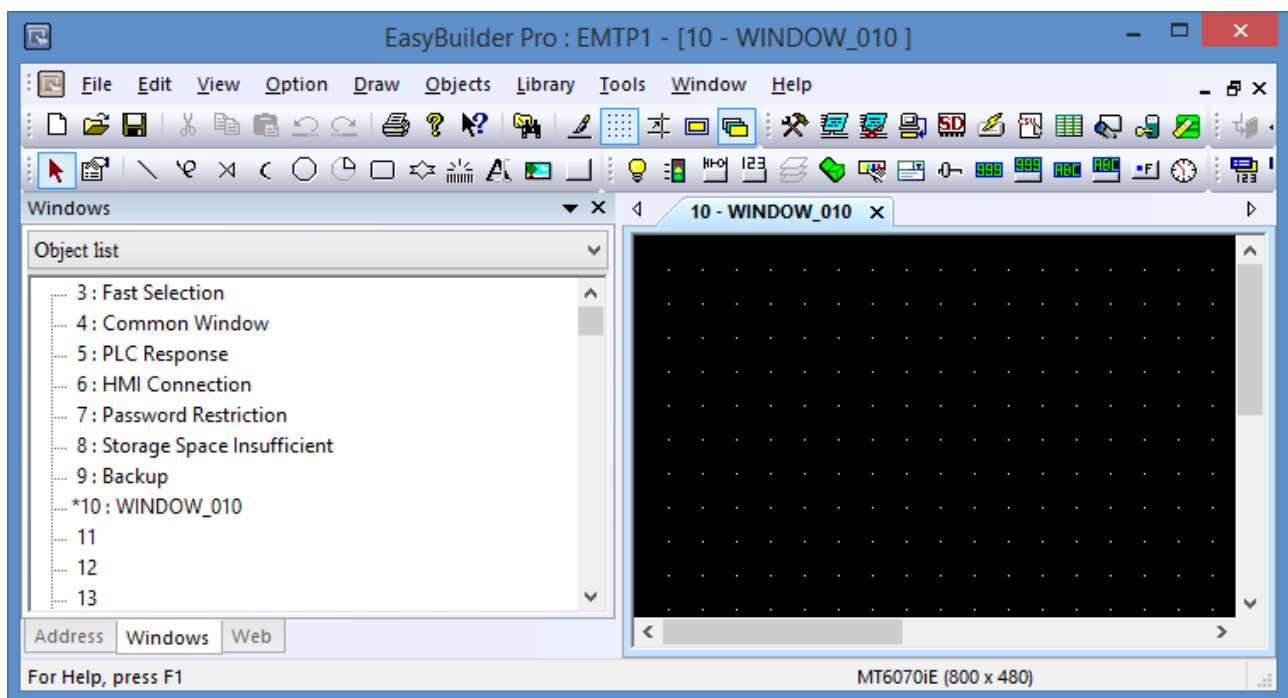 EasyBuilder Pro : EMTP1 - [10 - WINDOW_010 ]
File Edit View Option Draw Objects Library Tools Window Help
Windows
10 - WINDOW_010
Object list
3 : Fast Selection
4 : Common Window
5 : PLC Response
6 : HMI Connection
7 : Password Restriction
8 : Storage Space Insufficient
9 : Backup
*10 : WINDOW_010
11
12
13
Address Windows Web
For Help, press F1
MT6070iE (800 x 480)